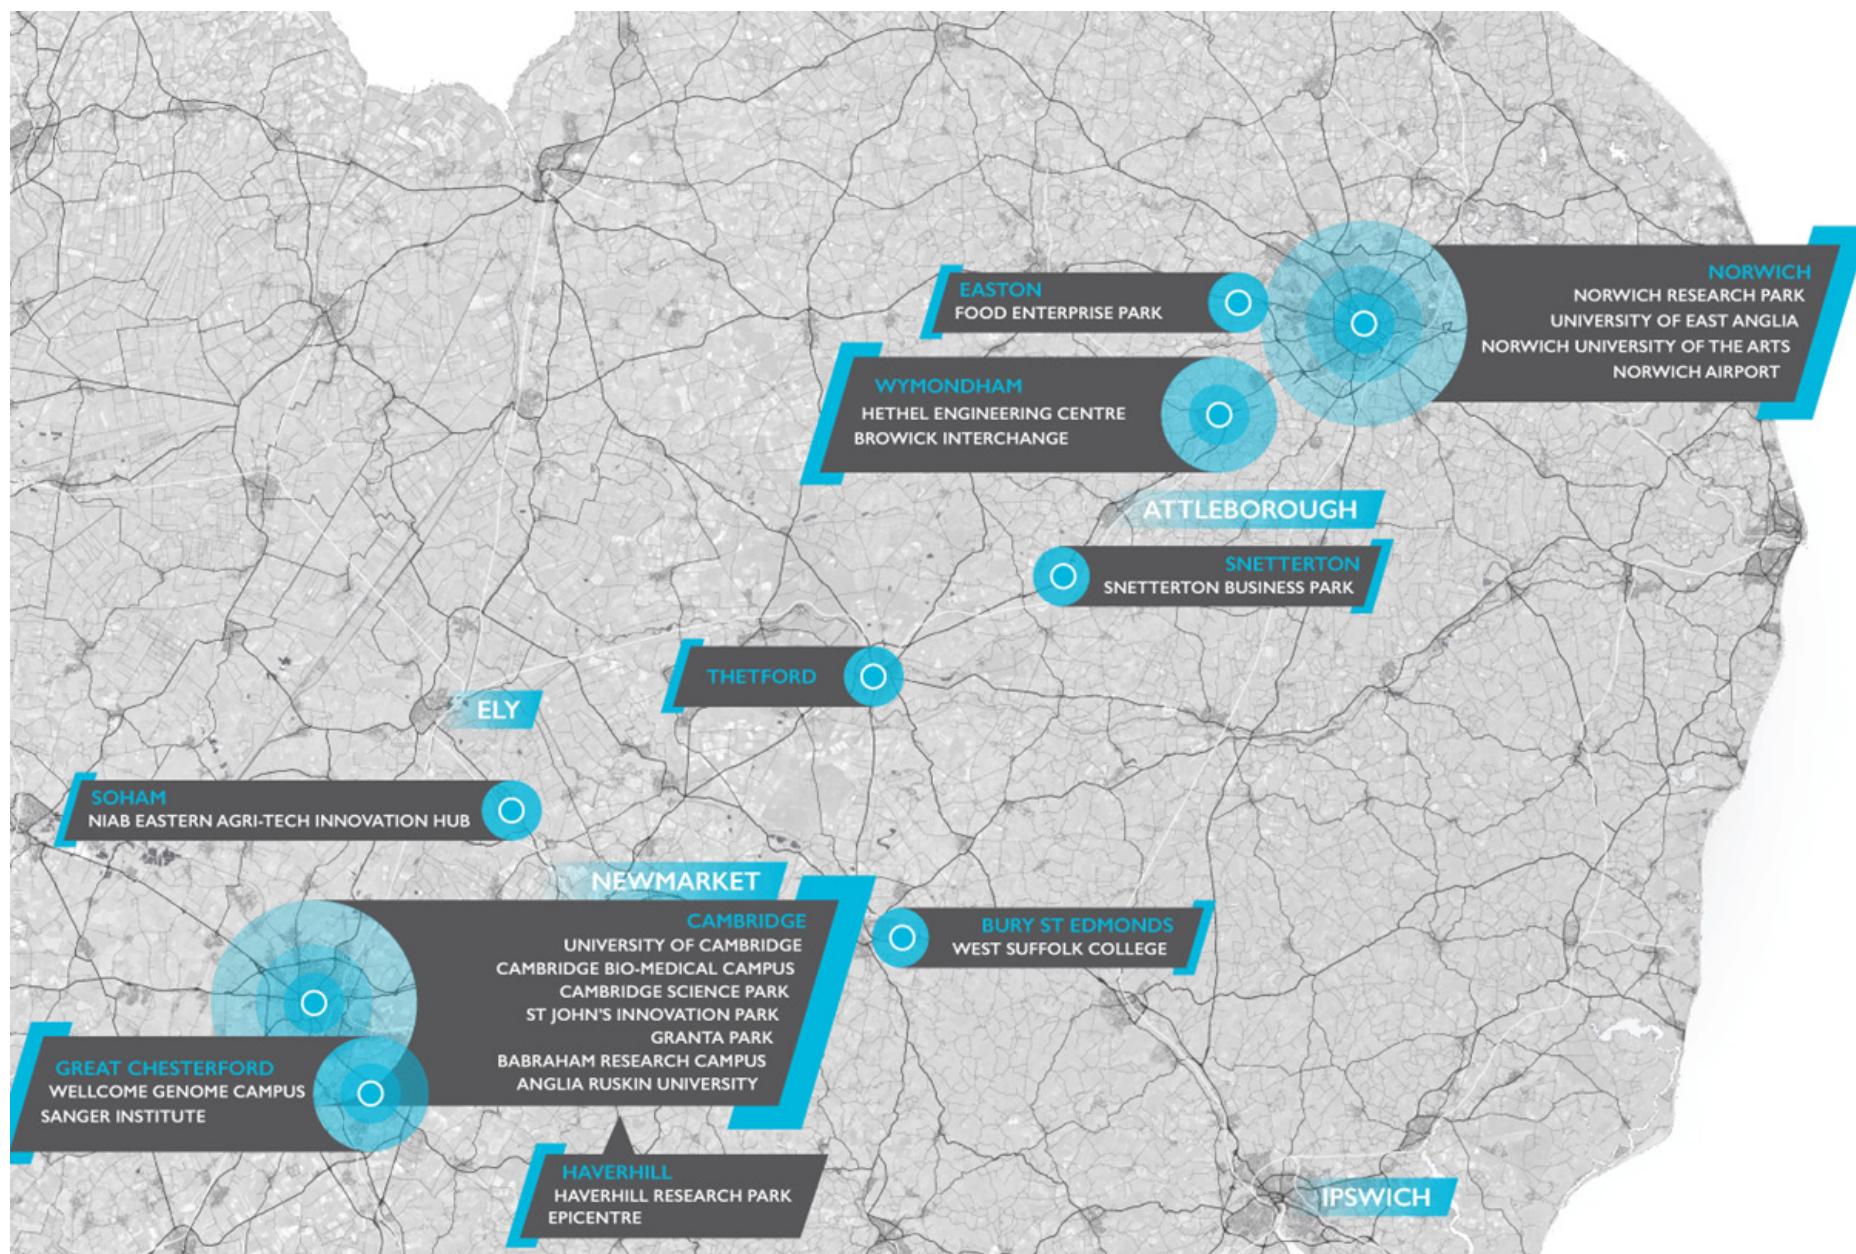 EASTON
FOOD ENTERPRISE PARK
NORWICH
NORWICH RESEARCH PARK
UNIVERSITY OF EAST ANGLIA
NORWICH UNIVERSITY OF THE ARTS
NORWICH AIRPORT
WYMONDHAM
HETHEL ENGINEERING CENTRE
BROWICK INTERCHANGE
ATTLEBOROUGH
SNETTERTON
SNETTERTON BUSINESS PARK
THETFORD
ELY
SOHAM
NIAB EASTERN AGRI-TECH INNOVATION HUB
NEWMARKET
CAMBRIDGE
UNIVERSITY OF CAMBRIDGE
CAMBRIDGE BIO-MEDICAL CAMPUS
CAMBRIDGE SCIENCE PARK
ST JOHN'S INNOVATION PARK
GRANTA PARK
BABRAHAM RESEARCH CAMPUS
ANGLIA RUSKIN UNIVERSITY
BURY ST EDMONDS
WEST SUFFOLK COLLEGE
GREAT CHESTERFORD
WELLCOME GENOME CAMPUS
SANGER INSTITUTE
HAVERHILL
HAVERHILL RESEARCH PARK
EPICENTRE
IPSWICH